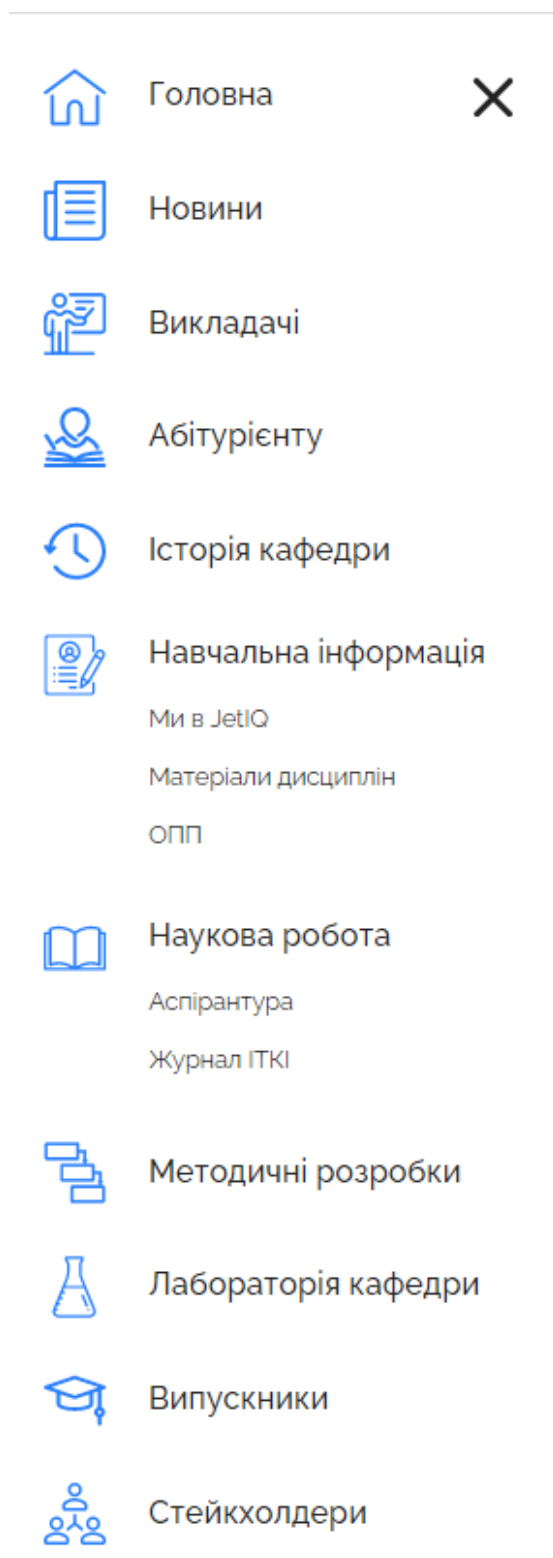 Головна
Новини
Викладачі
Абітурієнту
Історія кафедри
Навчальна інформація
Ми в JetIQ
Матеріали дисциплін
ОПП
Наукова робота
Аспірантура
Журнал ІТКІ
Методичні розробки
Лабораторія кафедри
Випускники
Стейкхолдери